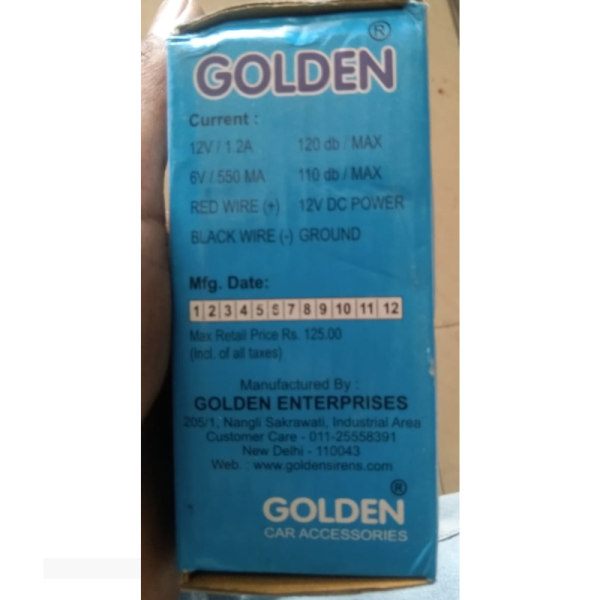 GOLDEN ®
Current :
12V / 1.2A 120 db / MAX
6V / 550 MA 110 db / MAX
RED WIRE (+) 12V DC POWER
BLACK WIRE (-) GROUND
Mfg. Date:
1 2 3 4 5 6 7 8 9 10 11 12
Max Retail Price Rs. 125.00
(Incl. of all taxes)
Manufactured By :
GOLDEN ENTERPRISES
205/1, Nangli Sakrawati, Industrial Area
Customer Care - 011-25558391
New Delhi - 110043
Web. : www.goldensirens.com
GOLDEN ®
CAR ACCESSORIES